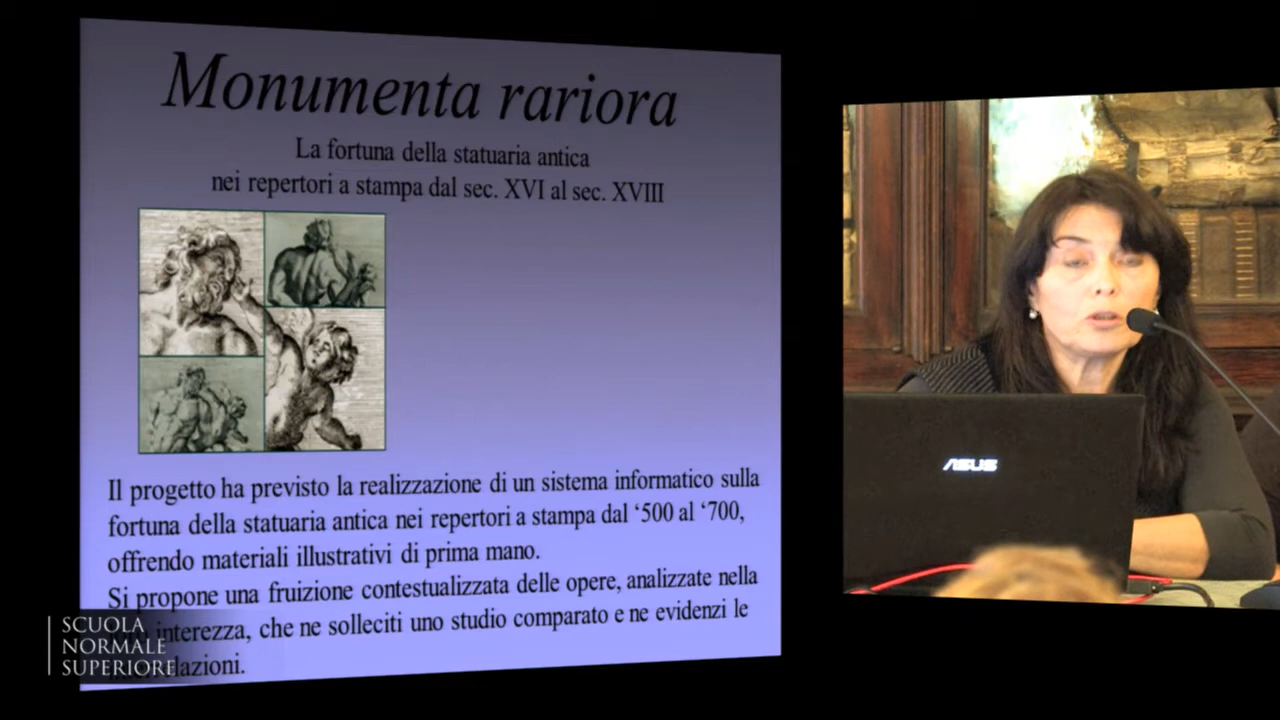 Monumenta rariora
La fortuna della statuaria antica
nei repertori a stampa dal sec. XVI al sec. XVIII
Il progetto ha previsto la realizzazione di un sistema informatico sulla
fortuna della statuaria antica nei repertori a stampa dal ‘500 al ‘700,
offrendo materiali illustrativi di prima mano.
Si propone una fruizione contestualizzata delle opere, analizzate nella
interezza, che ne solleciti uno studio comparato e ne evidenzi le
SCUOLA
NORMALE
SUPERIORE
ASUS